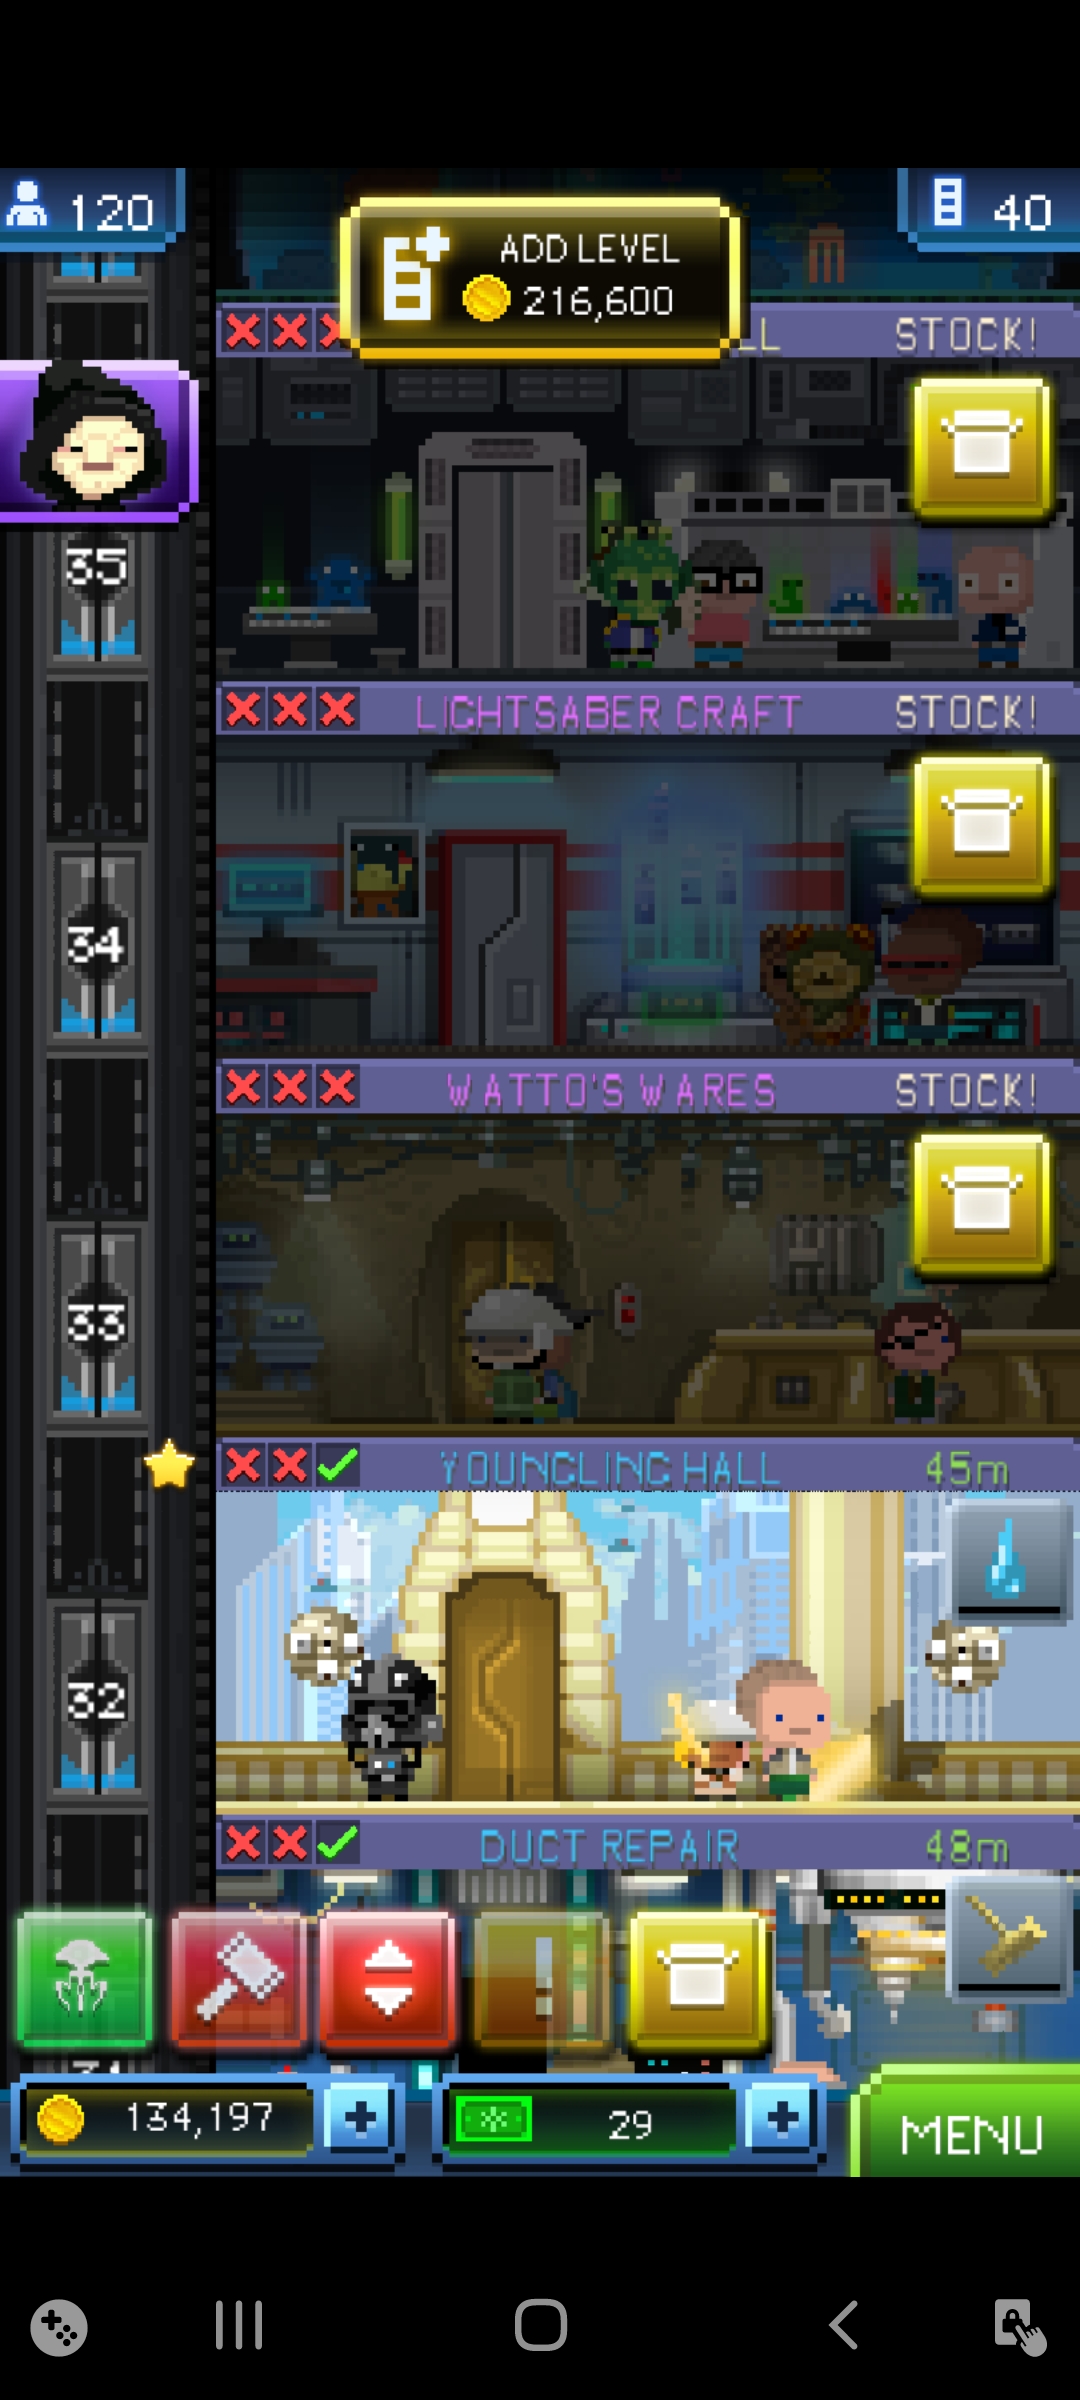 120
ADD LEVEL
216,600
40
LL
STOCK!
35
LIGHTSABER CRAFT
STOCK!
34
WATTO'S WARES
STOCK!
33
YOUNGLING HALL
45m
32
DUCT REPAIR
48m
134,197
29
MENU